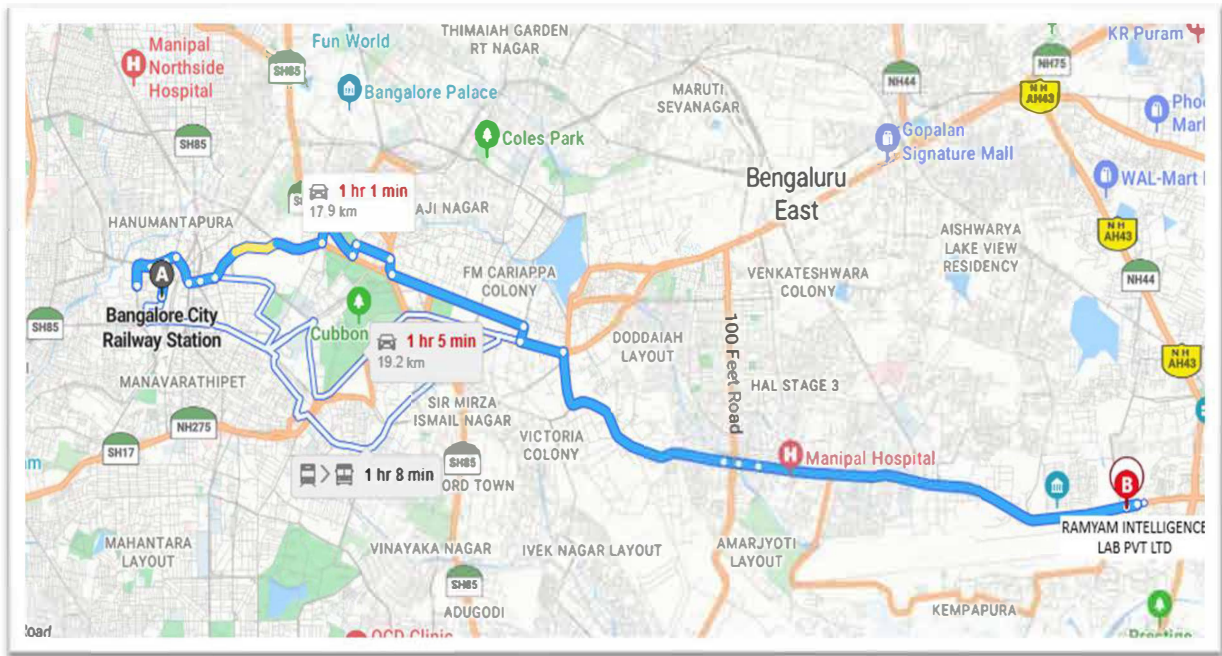 THIMAIAH GARDEN
RT NAGAR
KR Puram
Fun World
Manipal
Northside
Hospital
SH85
NH75
NH44
N H
AH43
Bangalore Palace
MARUTI
SEVANAGAR
Coles Park
SH85
Gopalan
Signature Mall
Bengaluru
East
WAL-Mart
1 hr 1 min
17.9 km
AJI NAGAR
HANUMANTAPURA
AISHWARYA
LAKE VIEW
RESIDENCY
N H
AH43
NH44
FM CARIAPPA
COLONY
VENKATESHWARA
COLONY
A
Bangalore City
Railway Station
SH85
Cubbon
1 hr 5 min
19.2 km
DODDAIAH
LAYOUT
100 Feet Road
N H
AH43
MANAVARATHIPET
HAL STAGE 3
SIR MIRZA
ISMAIL NAGAR
NH275
SH17
VICTORIA
COLONY
Manipal Hospital
SH85
1 hr 8 min
ORD TOWN
B
RAMYAM INTELLIGENCE
LAB PVT LTD
MAHANTARA
LAYOUT
VINAYAKA NAGAR
IVEK NAGAR LAYOUT
AMARJYOTI
LAYOUT
SH85
ADUGODI
KEMPAPURA